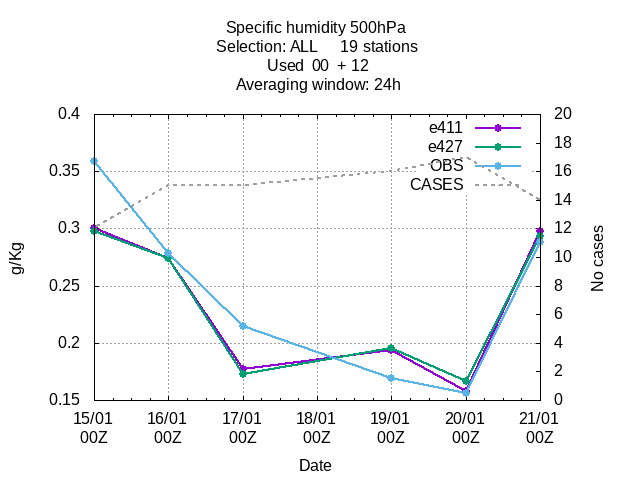 Specific humidity 500hPa
Selection: ALL     19 stations
Used  00  + 12
Averaging window: 24h
0.4
0.35
0.3
0.25
0.2
0.15
g/Kg
20
18
16
14
12
10
8
6
4
2
0
No cases
e411
e427
OBS
CASES
15/01 16/01 17/01 18/01 19/01 20/01 21/01
00Z 00Z 00Z 00Z 00Z 00Z 00Z
Date